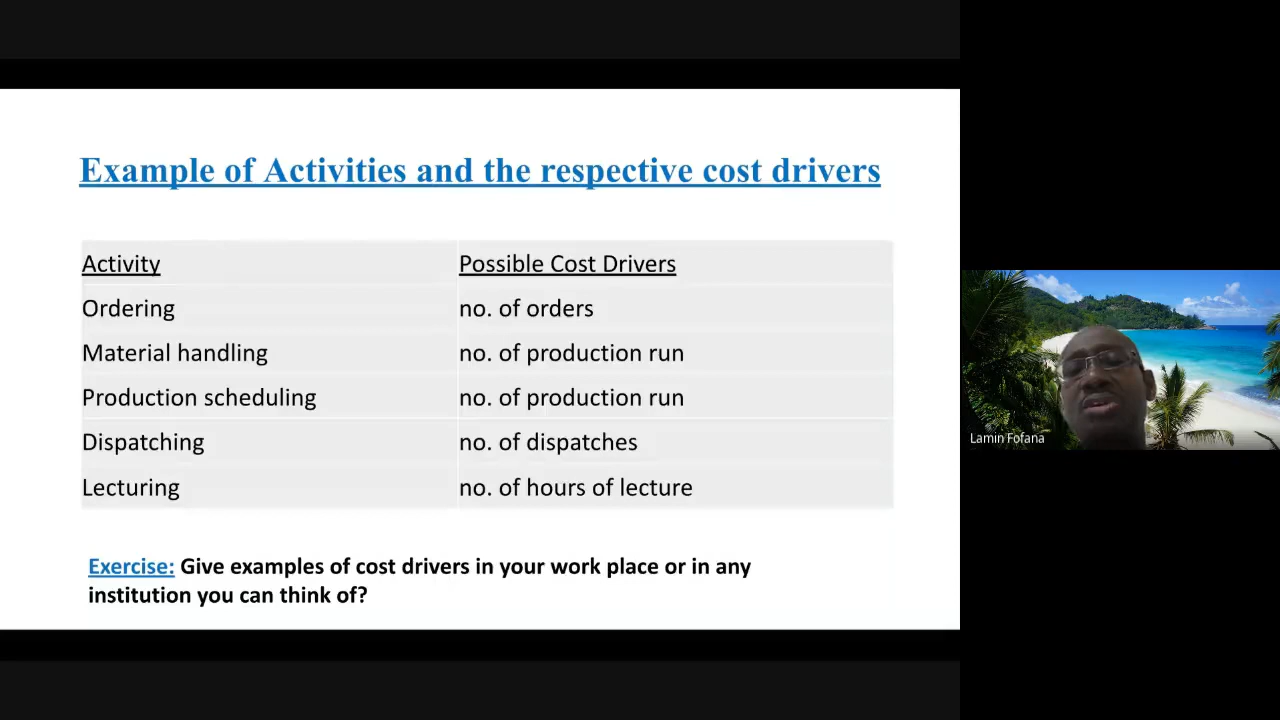 Example of Activities and the respective cost drivers
Activity Possible Cost Drivers
Ordering no. of orders
Material handling no. of production run
Production scheduling no. of production run
Dispatching no. of dispatches
Lecturing no. of hours of lecture
Exercise: Give examples of cost drivers in your work place or in any
institution you can think of?
Lamin Fofana